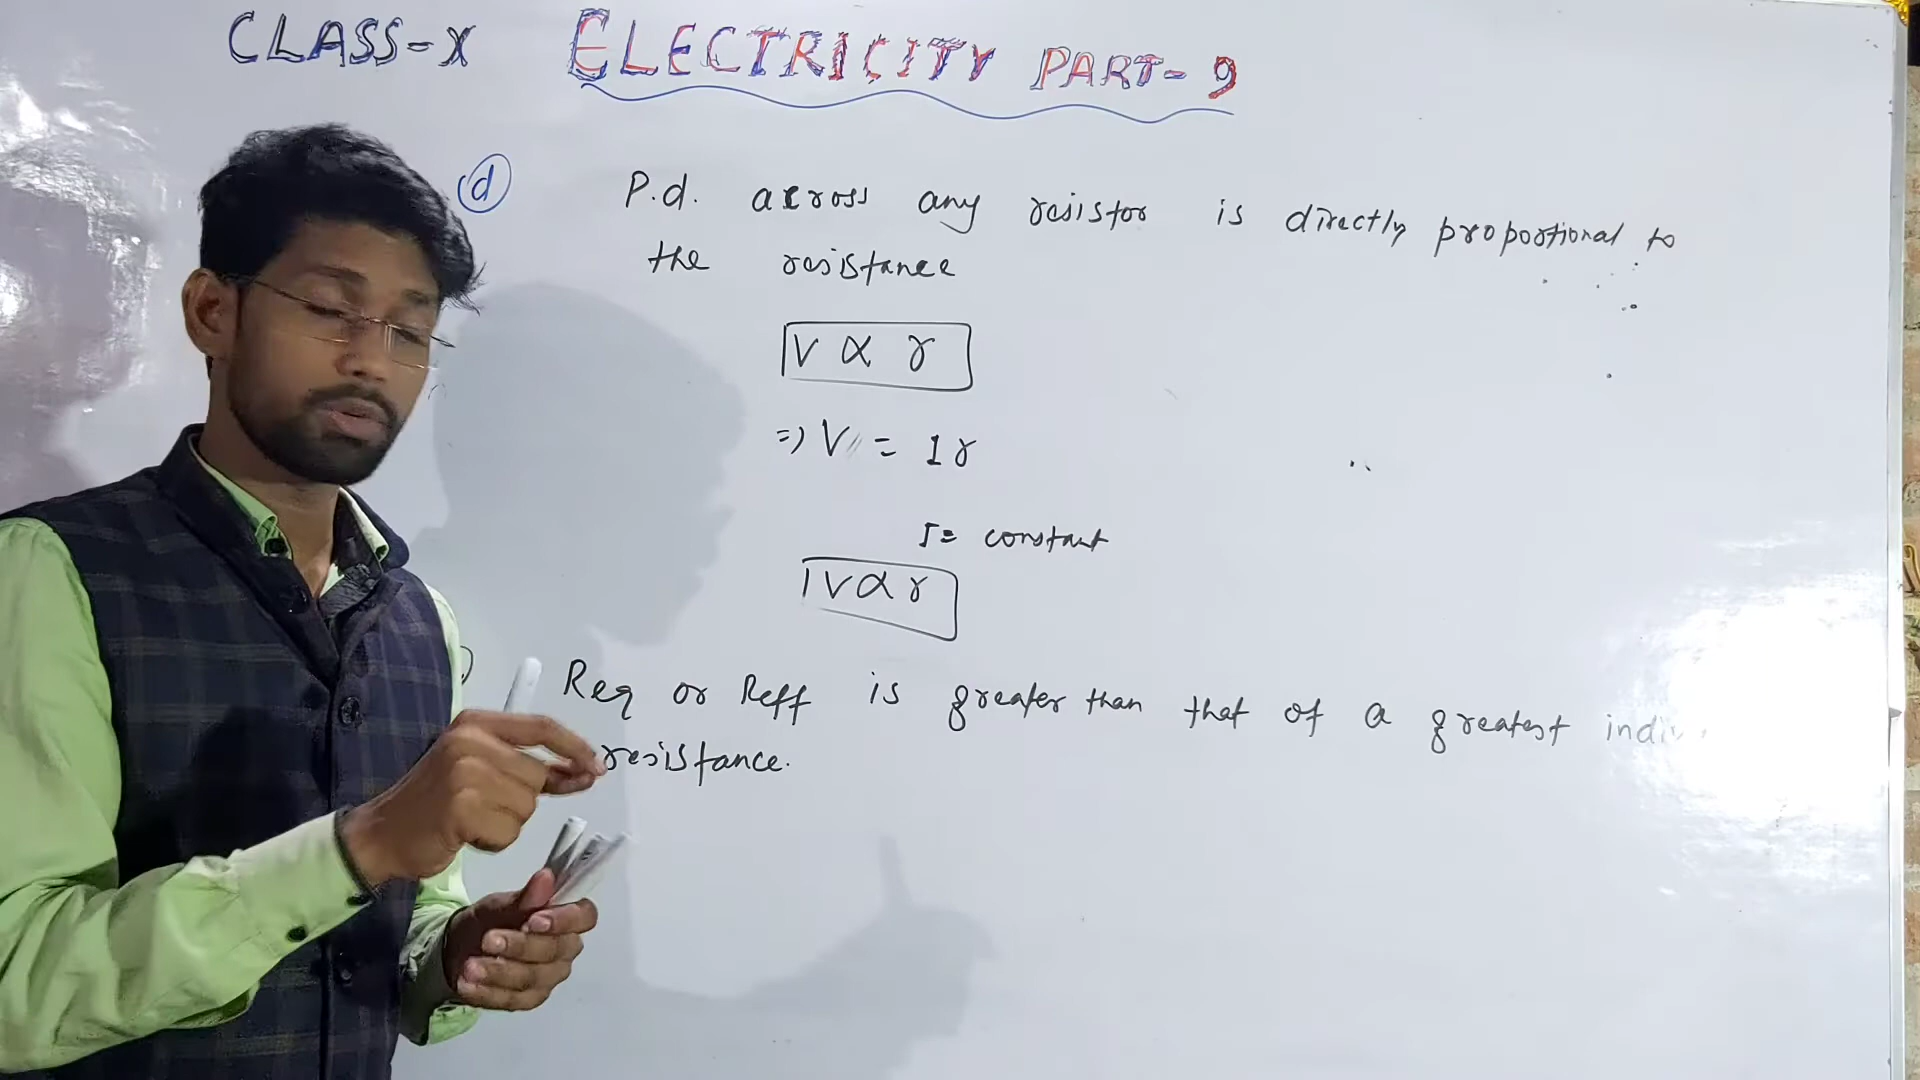 CLASS-X ELECTRICITY PART-9
(d) P.d. across any resistor is directly proportional to
the resistance
V ∝ r
=> V = Ir
I = constant
V ∝ r
Req or Reff is greater than that of a greatest
resistance.